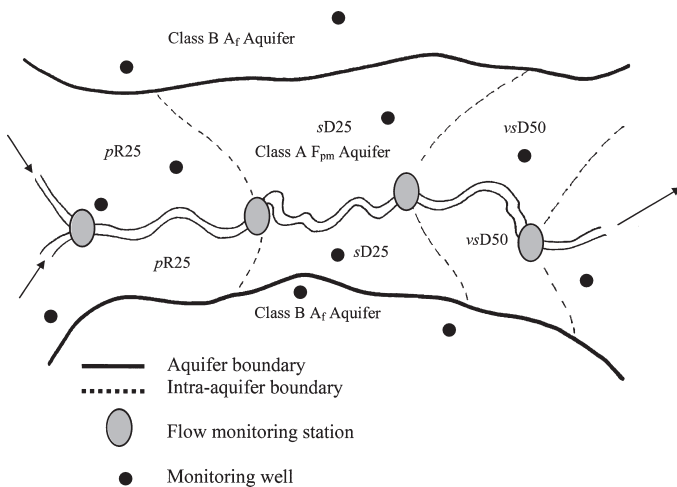 Class B Af Aquifer
sD25
vsD50
pR25
Class A Fpm Aquifer
pR25
sD25
vsD50
Class B Af Aquifer
Aquifer boundary
Intra-aquifer boundary
Flow monitoring station
Monitoring well